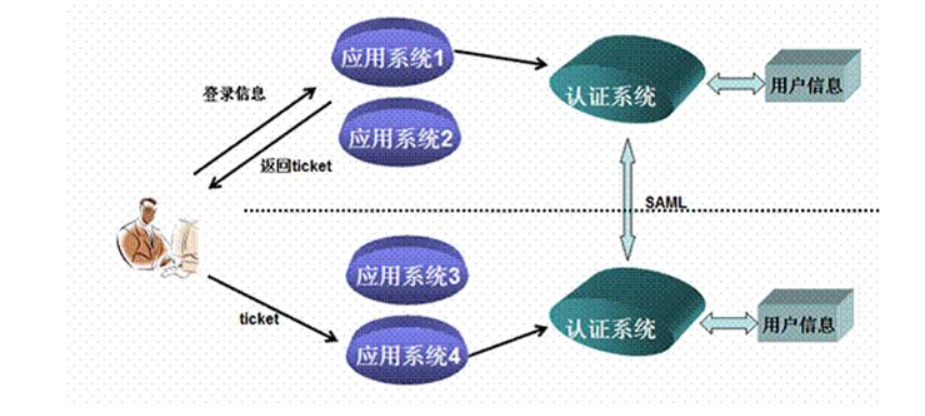 应用系统1
认证系统
用户信息
登录信息
应用系统2
返回ticket
SAML
应用系统3
ticket
应用系统4
认证系统
用户信息